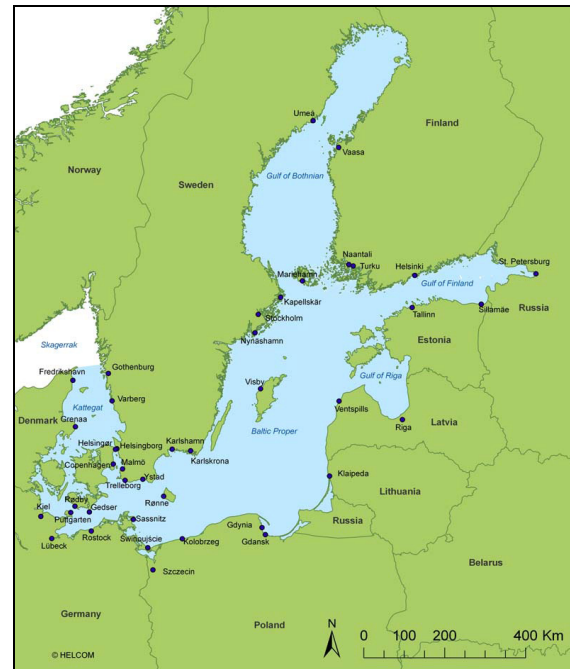 Umeå
Finland
Vaasa
Norway
Gulf of Bothnian
Sweden
Naantali
Turku
Mariehamn
Helsinki
St. Petersburg
Gulf of Finland
Kapellskär
Sillamäe
Russia
Stockholm
Tallinn
Nynäshamn
Estonia
Skagerrak
Gothenburg
Fredrikshavn
Gulf of Riga
Visby
Varberg
Ventspills
Kattegat
Denmark
Grenaa
Latvia
Riga
Baltic Proper
Helsingør
Helsingborg
Karlshamn
Karlskrona
Copenhagen
Malmö
Klaipeda
Ystad
Trelleborg
Lithuania
Rødby
Rønne
Kiel
Gedser
Puttgarten
Sassnitz
Russia
Gdynia
Rostock
Gdansk
Lübeck
Swinoujście
Kolobrzeg
Belarus
Szczecin
Germany
Poland
N
© HELCOM
0 100 200 400 Km